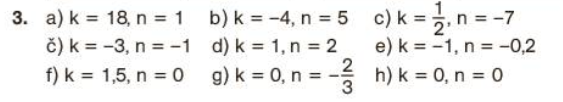 3. a) k = 18, n = 1 b) k = –4, n = 5 c) k = 1/2, n = –7
č) k = –3, n = –1 d) k = 1, n = 2 e) k = –1, n = –0,2
f) k = 1,5, n = 0 g) k = 0, n = –2/3 h) k = 0, n = 0